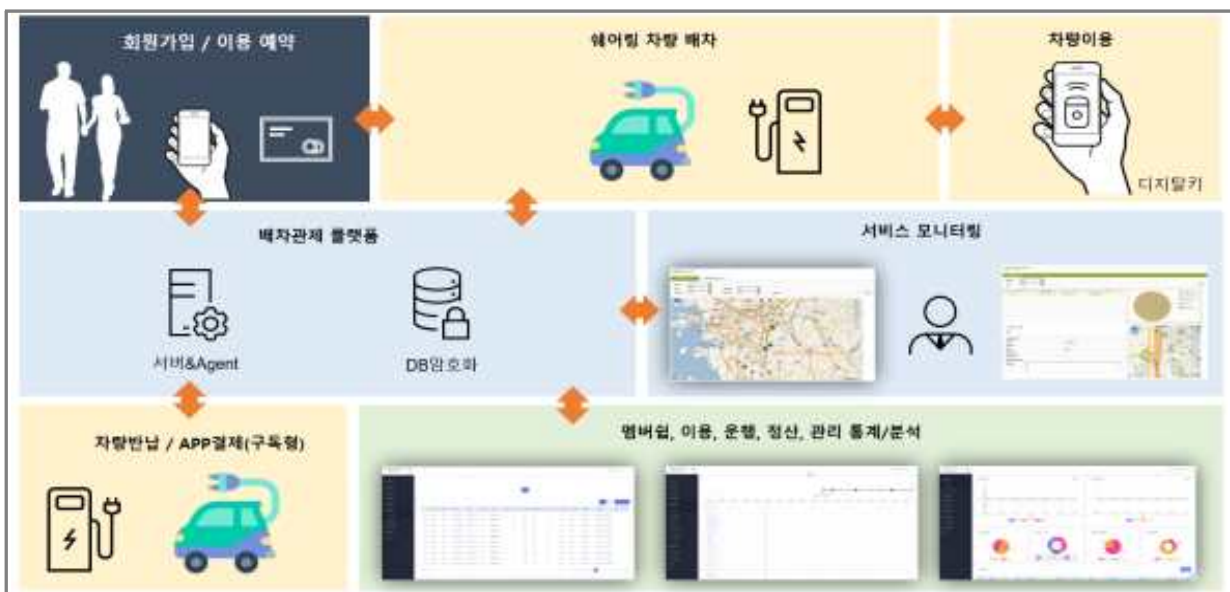 회원가입 / 이용 예약
쉐어링 차량 배차
차량이용
디지털키
배차관제 플랫폼
서비스 모니터링
서버&Agent
DB암호화
차량반납 / APP결제(구독형)
멤버쉽, 이용, 운행, 정산, 관리 통계/분석